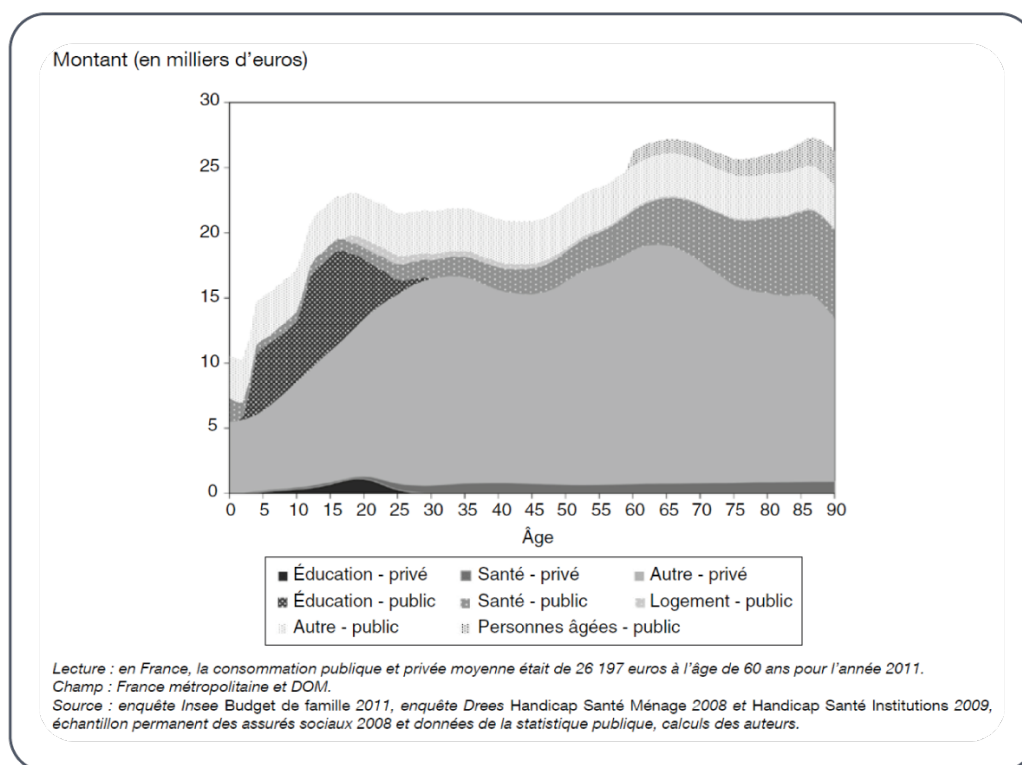 Montant (en milliers d'euros)
30
25
20
15
10
5
0
0 5 10 15 20 25 30 35 40 45 50 55 60 65 70 75 80 85 90
Âge
Éducation - privé Santé - privé Autre - privé
Éducation - public Santé - public Logement - public
Autre - public Personnes âgées - public
Lecture : en France, la consommation publique et privée moyenne était de 26 197 euros à l'âge de 60 ans pour l'année 2011.
Champ : France métropolitaine et DOM.
Source : enquête Insee Budget de famille 2011, enquête Drees Handicap Santé Ménage 2008 et Handicap Santé Institutions 2009,
échantillon permanent des assurés sociaux 2008 et données de la statistique publique, calculs des auteurs.